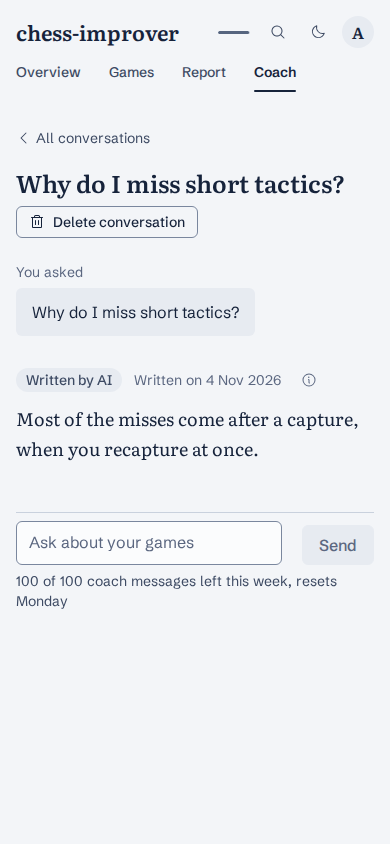 chess-improver
A
Overview Games Report Coach
All conversations
Why do I miss short tactics?
Delete conversation
You asked
Why do I miss short tactics?
Written by AI Written on 4 Nov 2026
Most of the misses come after a capture,
when you recapture at once.
Ask about your games
Send
100 of 100 coach messages left this week, resets
Monday